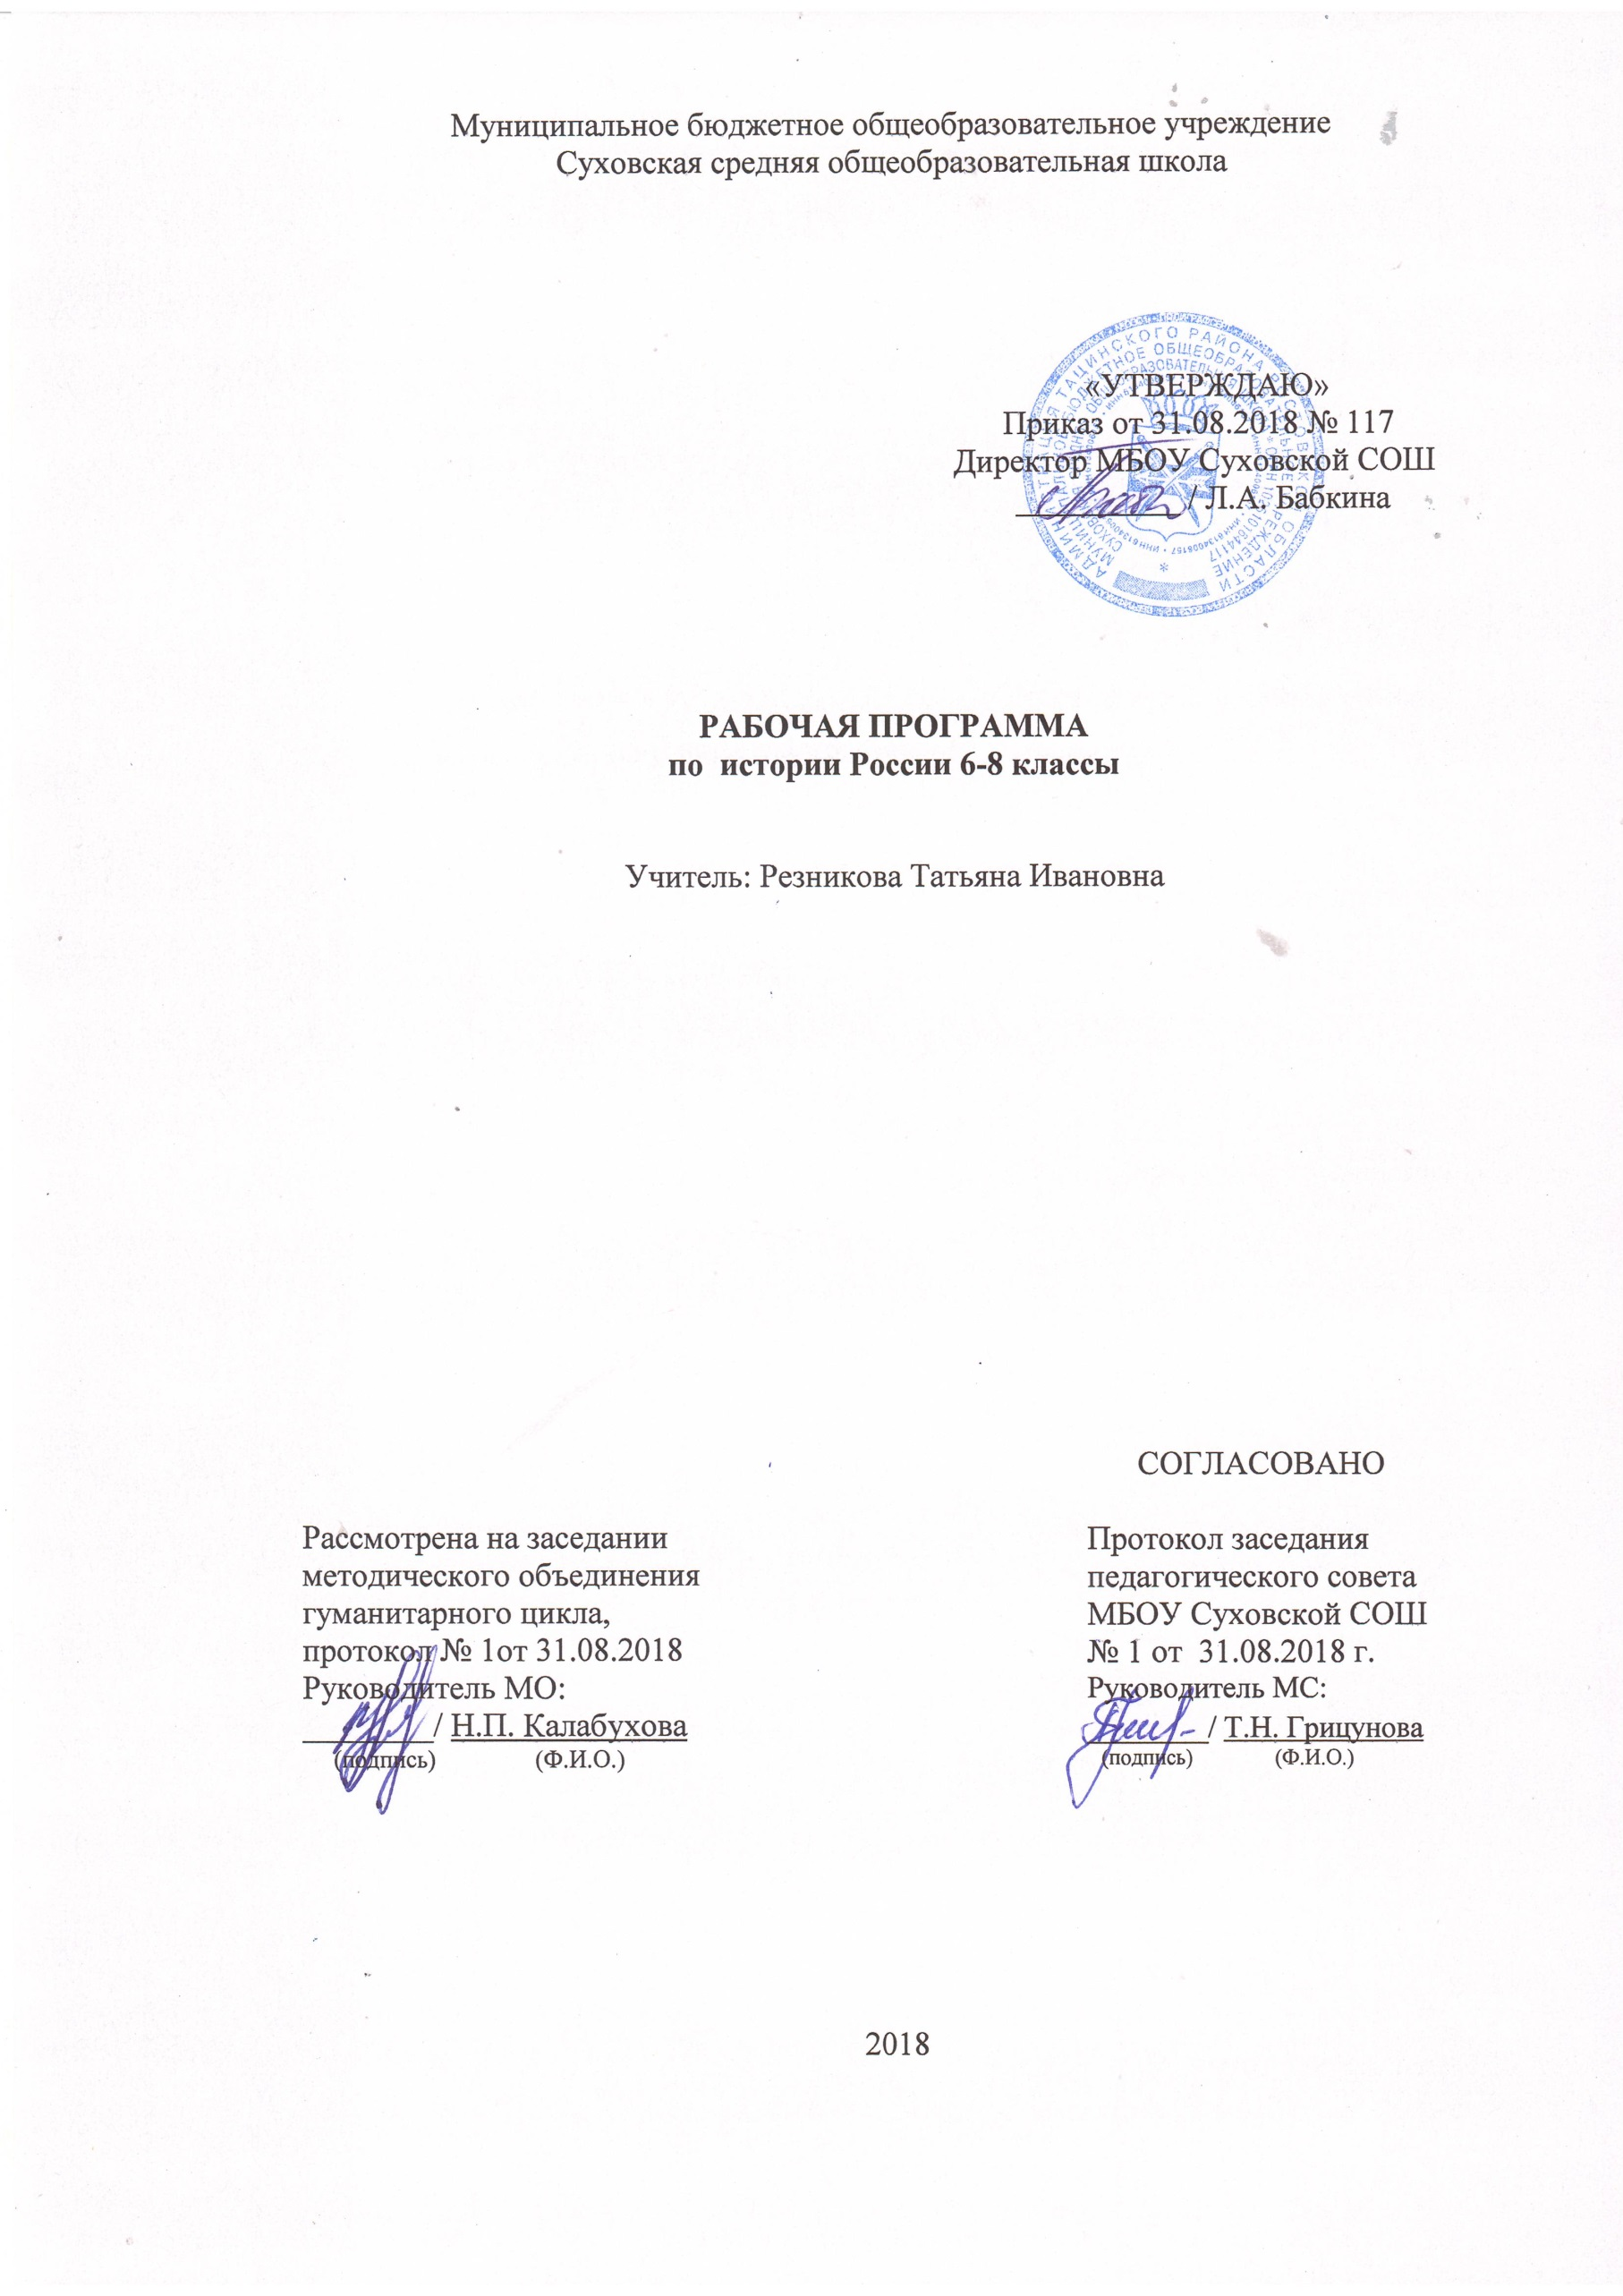 Муниципальное бюджетное общеобразовательное учреждение
Суховская средняя общеобразовательная школа
«УТВЕРЖДАЮ»
Приказ от 31.08.2018 № 117
Директор МБОУ Суховской СОШ
/ Л.А. Бабкина
РАБОЧАЯ ПРОГРАММА
по истории России 6-8 классы
Учитель: Резникова Татьяна Ивановна
СОГЛАСОВАНО
Рассмотрена на заседании
методического объединения
гуманитарного цикла,
протокол № 1от 31.08.2018
Руководитель МО:
/ Н.П. Калабухова
(подпись) (Ф.И.О.)
Протокол заседания
педагогического совета
МБОУ Суховской СОШ
№ 1 от 31.08.2018 г.
Руководитель МС:
/ Т.Н. Грицунова
(подпись) (Ф.И.О.)
2018